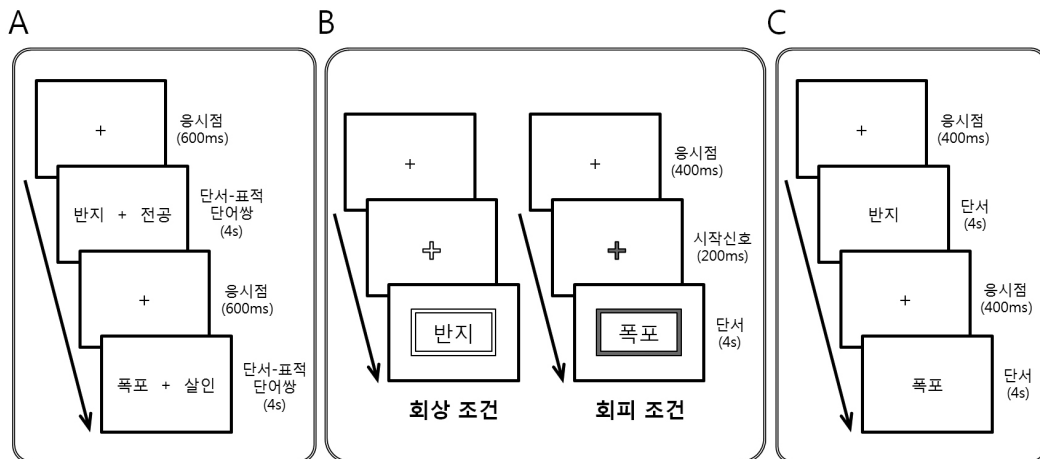 A
+
응시점
(600ms)
반지 + 전공
단서-표적
단어쌍
(4s)
+
응시점
(600ms)
폭포 + 살인
단서-표적
단어쌍
(4s)
B
+
+
응시점
(400ms)
시작신호
(200ms)
반지
폭포
단서
(4s)
회상 조건
회피 조건
C
+
응시점
(400ms)
반지
단서
(4s)
+
응시점
(400ms)
폭포
단서
(4s)